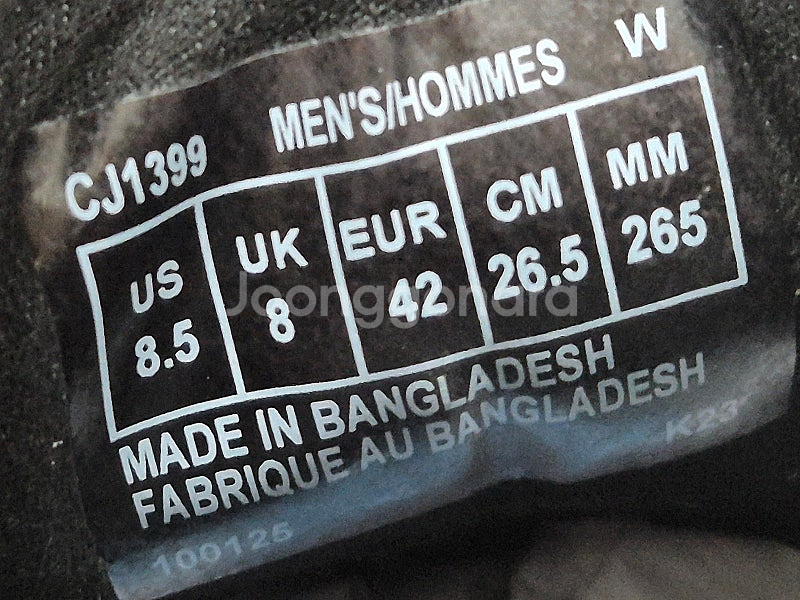 CJ1399 MEN'S/HOMMES W
US UK EUR CM MM
8.5 8 42 26.5 265
Joonggonara
MADE IN BANGLADESH
FABRIQUE AU BANGLADESH
K23
100125